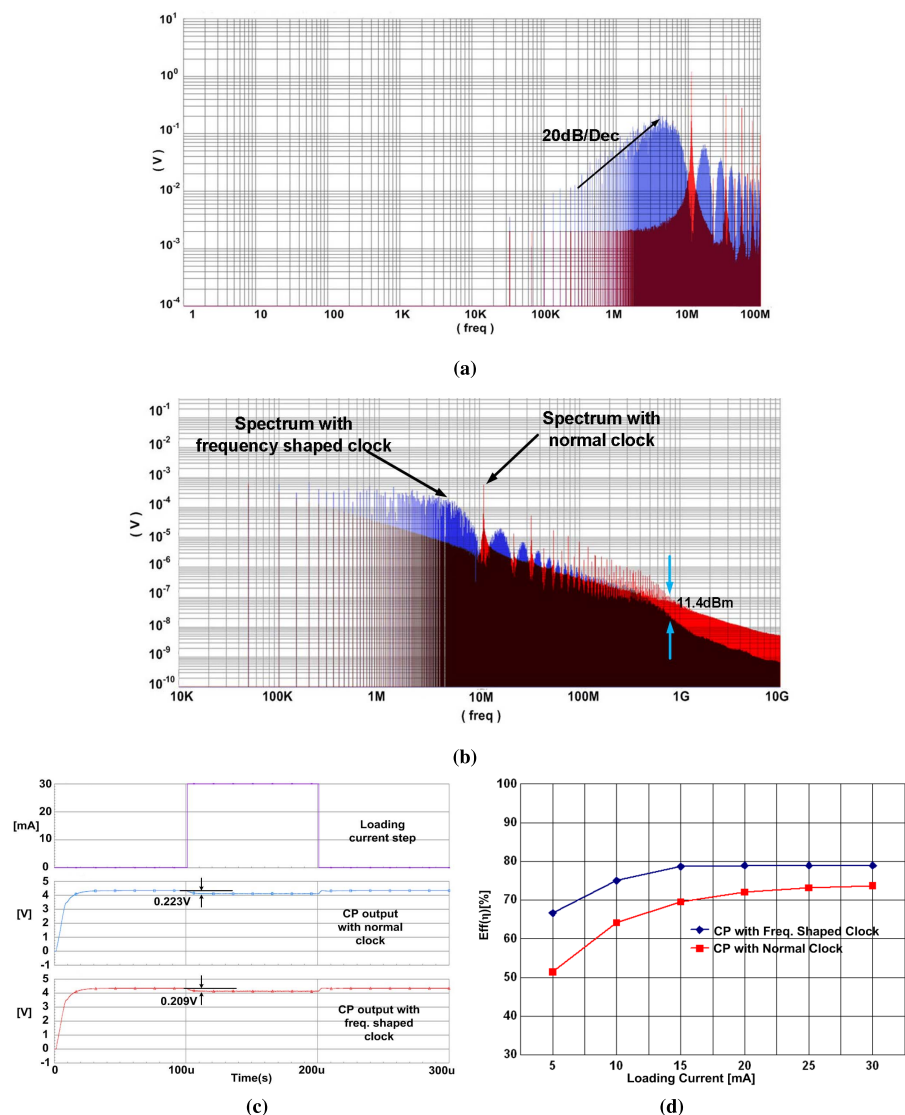 10^1
10^0
10^-1
10^-2
10^-3
10^-4
( V )
20dB/Dec
1 10 100 1K 10K 100K 1M 10M 100M
( freq )
(a)
10^-1
10^-2
10^-3
10^-4
10^-5
10^-6
10^-7
10^-8
10^-9
10^-10
( V )
Spectrum with
frequency shaped clock
Spectrum with
normal clock
11.4dBm
10K 100K 1M 10M 100M 1G 10G
( freq )
(b)
30
[mA]
20
10
0
Loading
current step
5
4
[V] 3
2
1
0
-1
0.223V
CP output
with normal
clock
5
4
[V] 3
2
1
0
-1
0.209V
CP output with
freq. shaped
clock
0 100u 200u 300u
Time(s)
(c)
100
90
80
70
60
50
40
30
Eff(η)[%]
CP with Freq. Shaped Clock
CP with Normal Clock
5 10 15 20 25 30
Loading Current [mA]
(d)